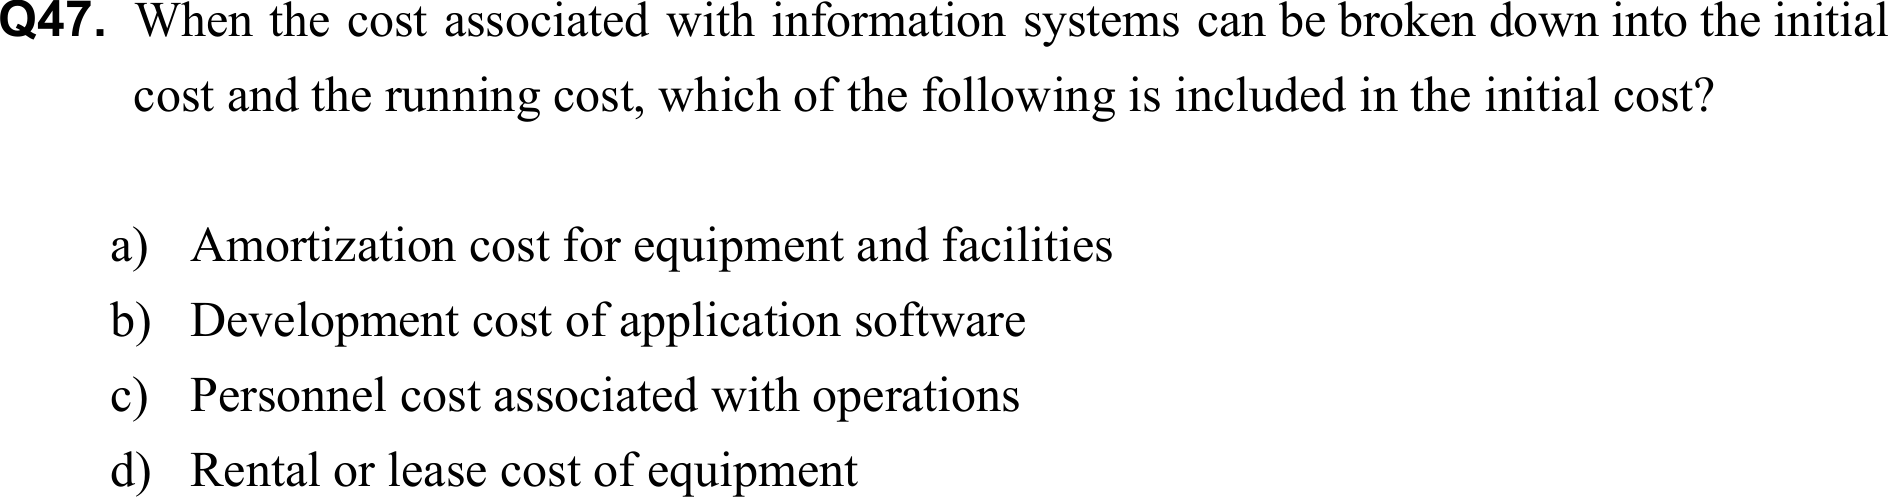 Q47. When the cost associated with information systems can be broken down into the initial
cost and the running cost, which of the following is included in the initial cost?
a) Amortization cost for equipment and facilities
b) Development cost of application software
c) Personnel cost associated with operations
d) Rental or lease cost of equipment